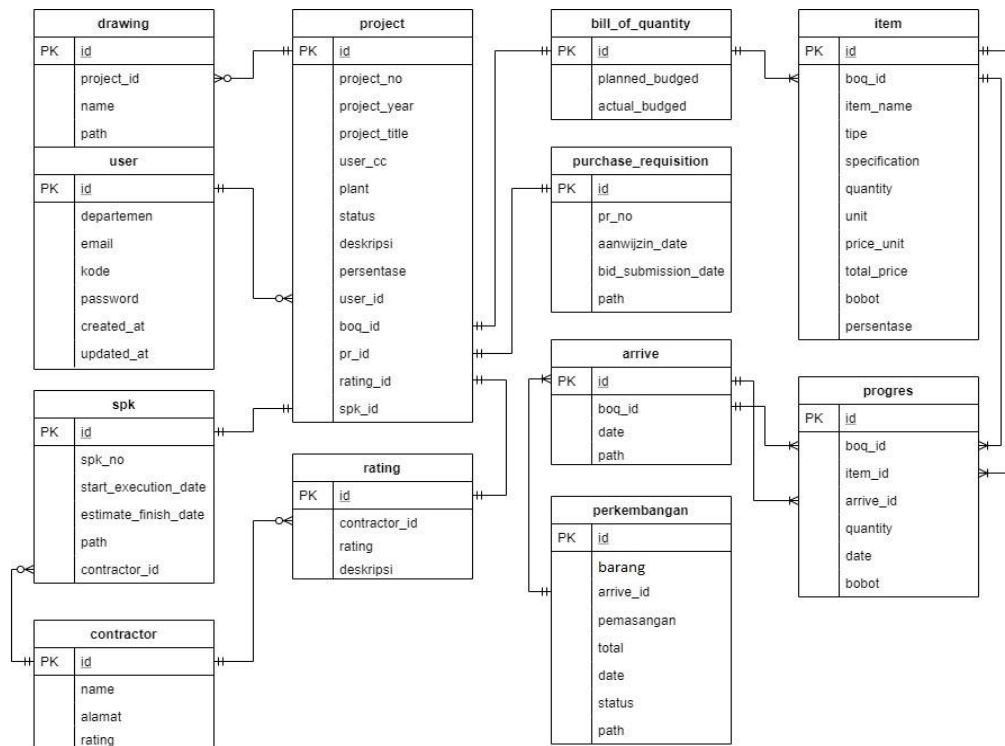 drawing
PK id
project_id
name
path
user
PK id
departemen
email
kode
password
created_at
updated_at
spk
PK id
spk_no
start_execution_date
estimate_finish_date
path
contractor_id
contractor
PK id
name
alamat
rating
project
PK id
project_no
project_year
project_title
user_cc
plant
status
deskripsi
persentase
user_id
boq_id
pr_id
rating_id
spk_id
rating
PK id
contractor_id
rating
deskripsi
bill_of_quantity
PK id
planned_budged
actual_budged
purchase_requisition
PK id
pr_no
aanwijzin_date
bid_submission_date
path
arrive
PK id
boq_id
date
path
perkembangan
PK id
barang
arrive_id
pemasangan
total
date
status
path
item
PK id
boq_id
item_name
tipe
specification
quantity
unit
price_unit
total_price
bobot
persentase
progres
PK id
boq_id
item_id
arrive_id
quantity
date
bobot